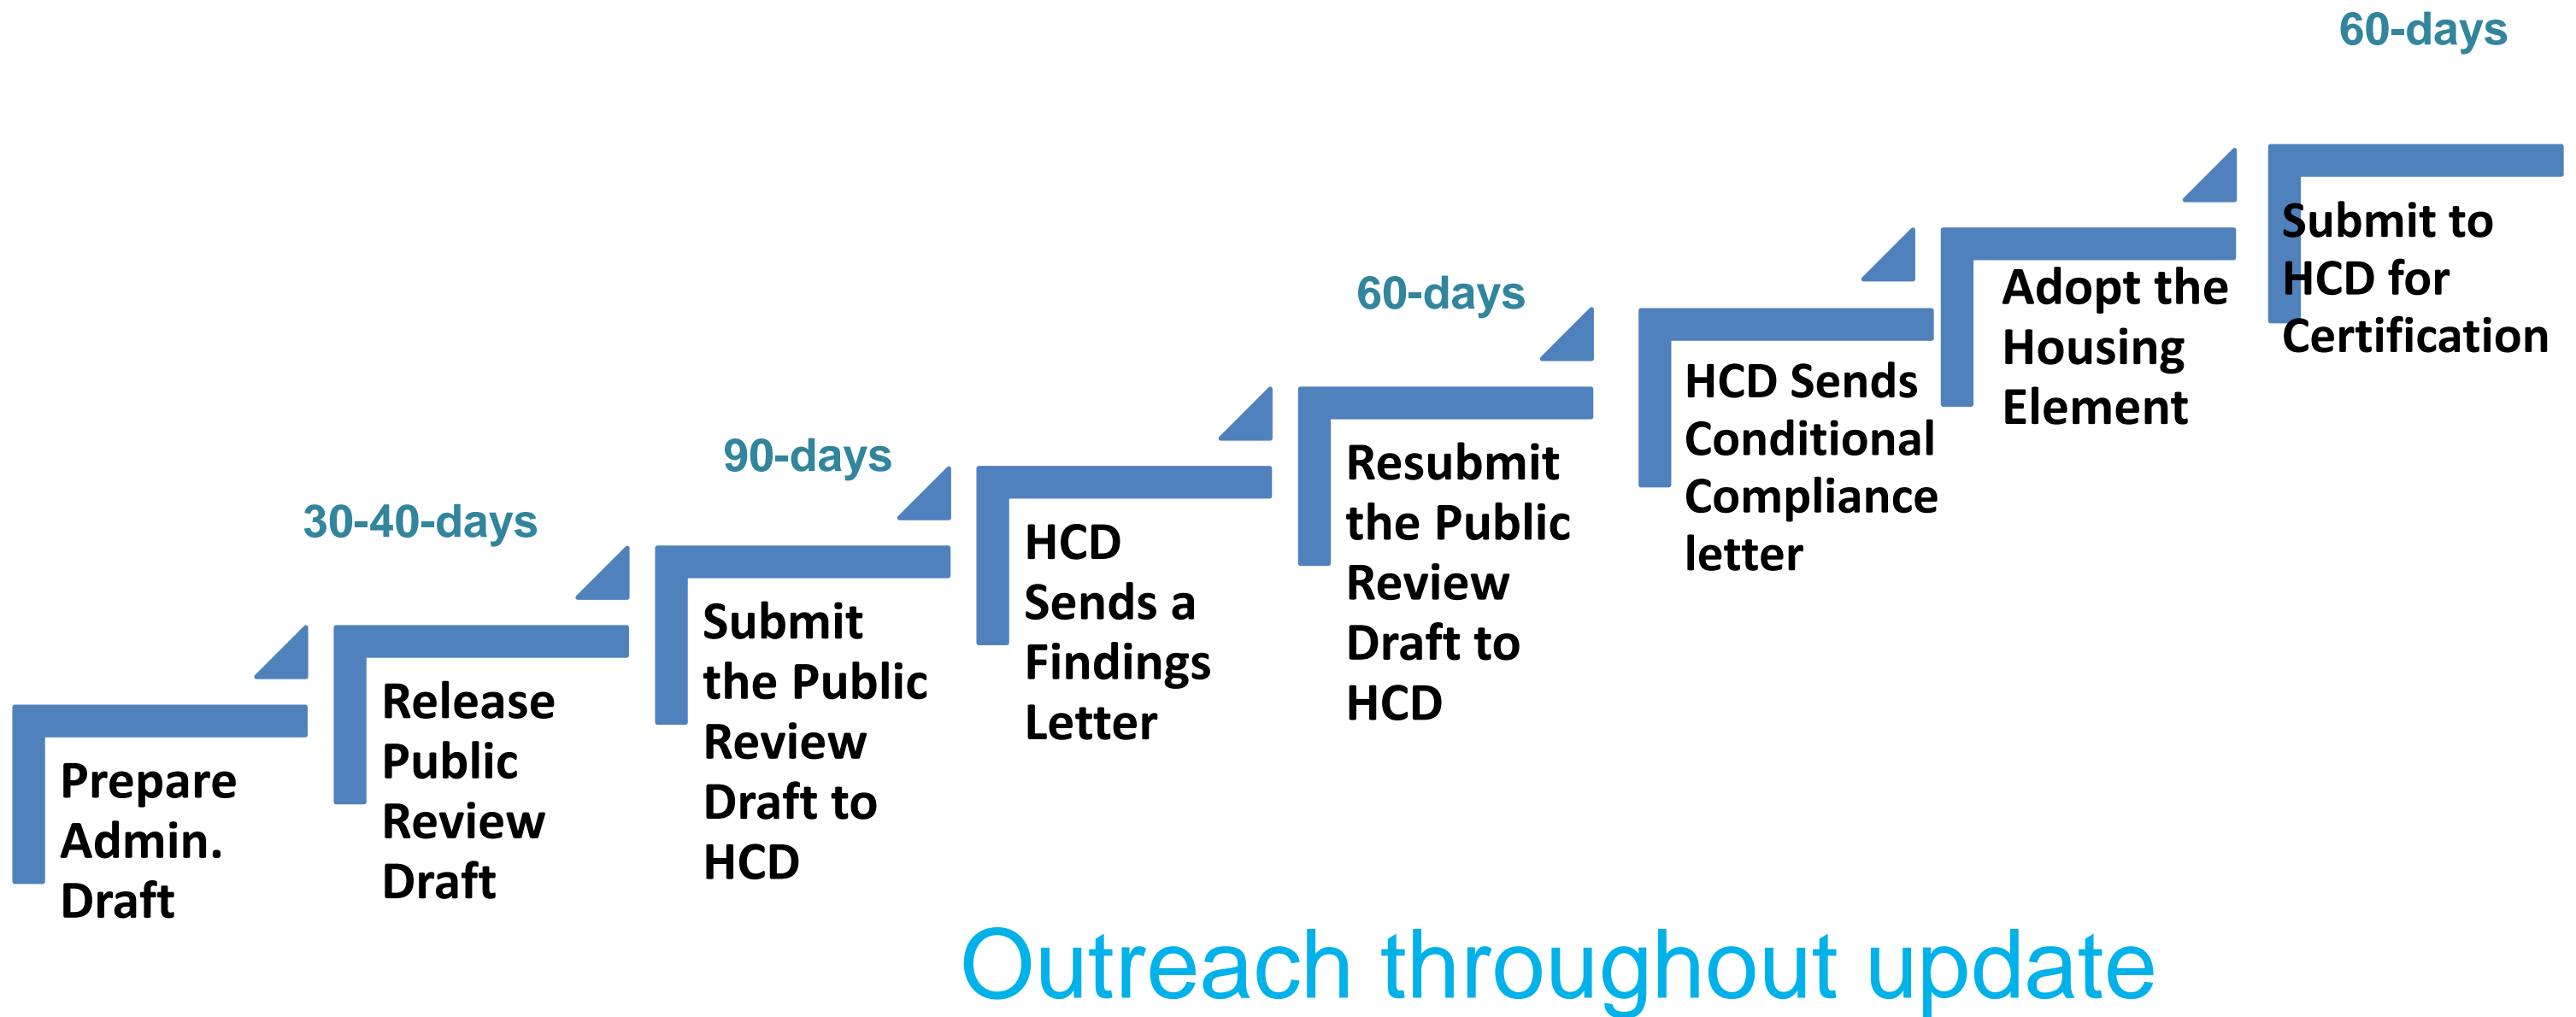 Prepare
Admin.
Draft
30-40-days
Release
Public
Review
Draft
90-days
Submit
the Public
Review
Draft to
HCD
HCD
Sends a
Findings
Letter
60-days
Resubmit
the Public
Review
Draft to
HCD
HCD Sends
Conditional
Compliance
letter
Adopt the
Housing
Element
60-days
Submit to
HCD for
Certification
Outreach throughout update